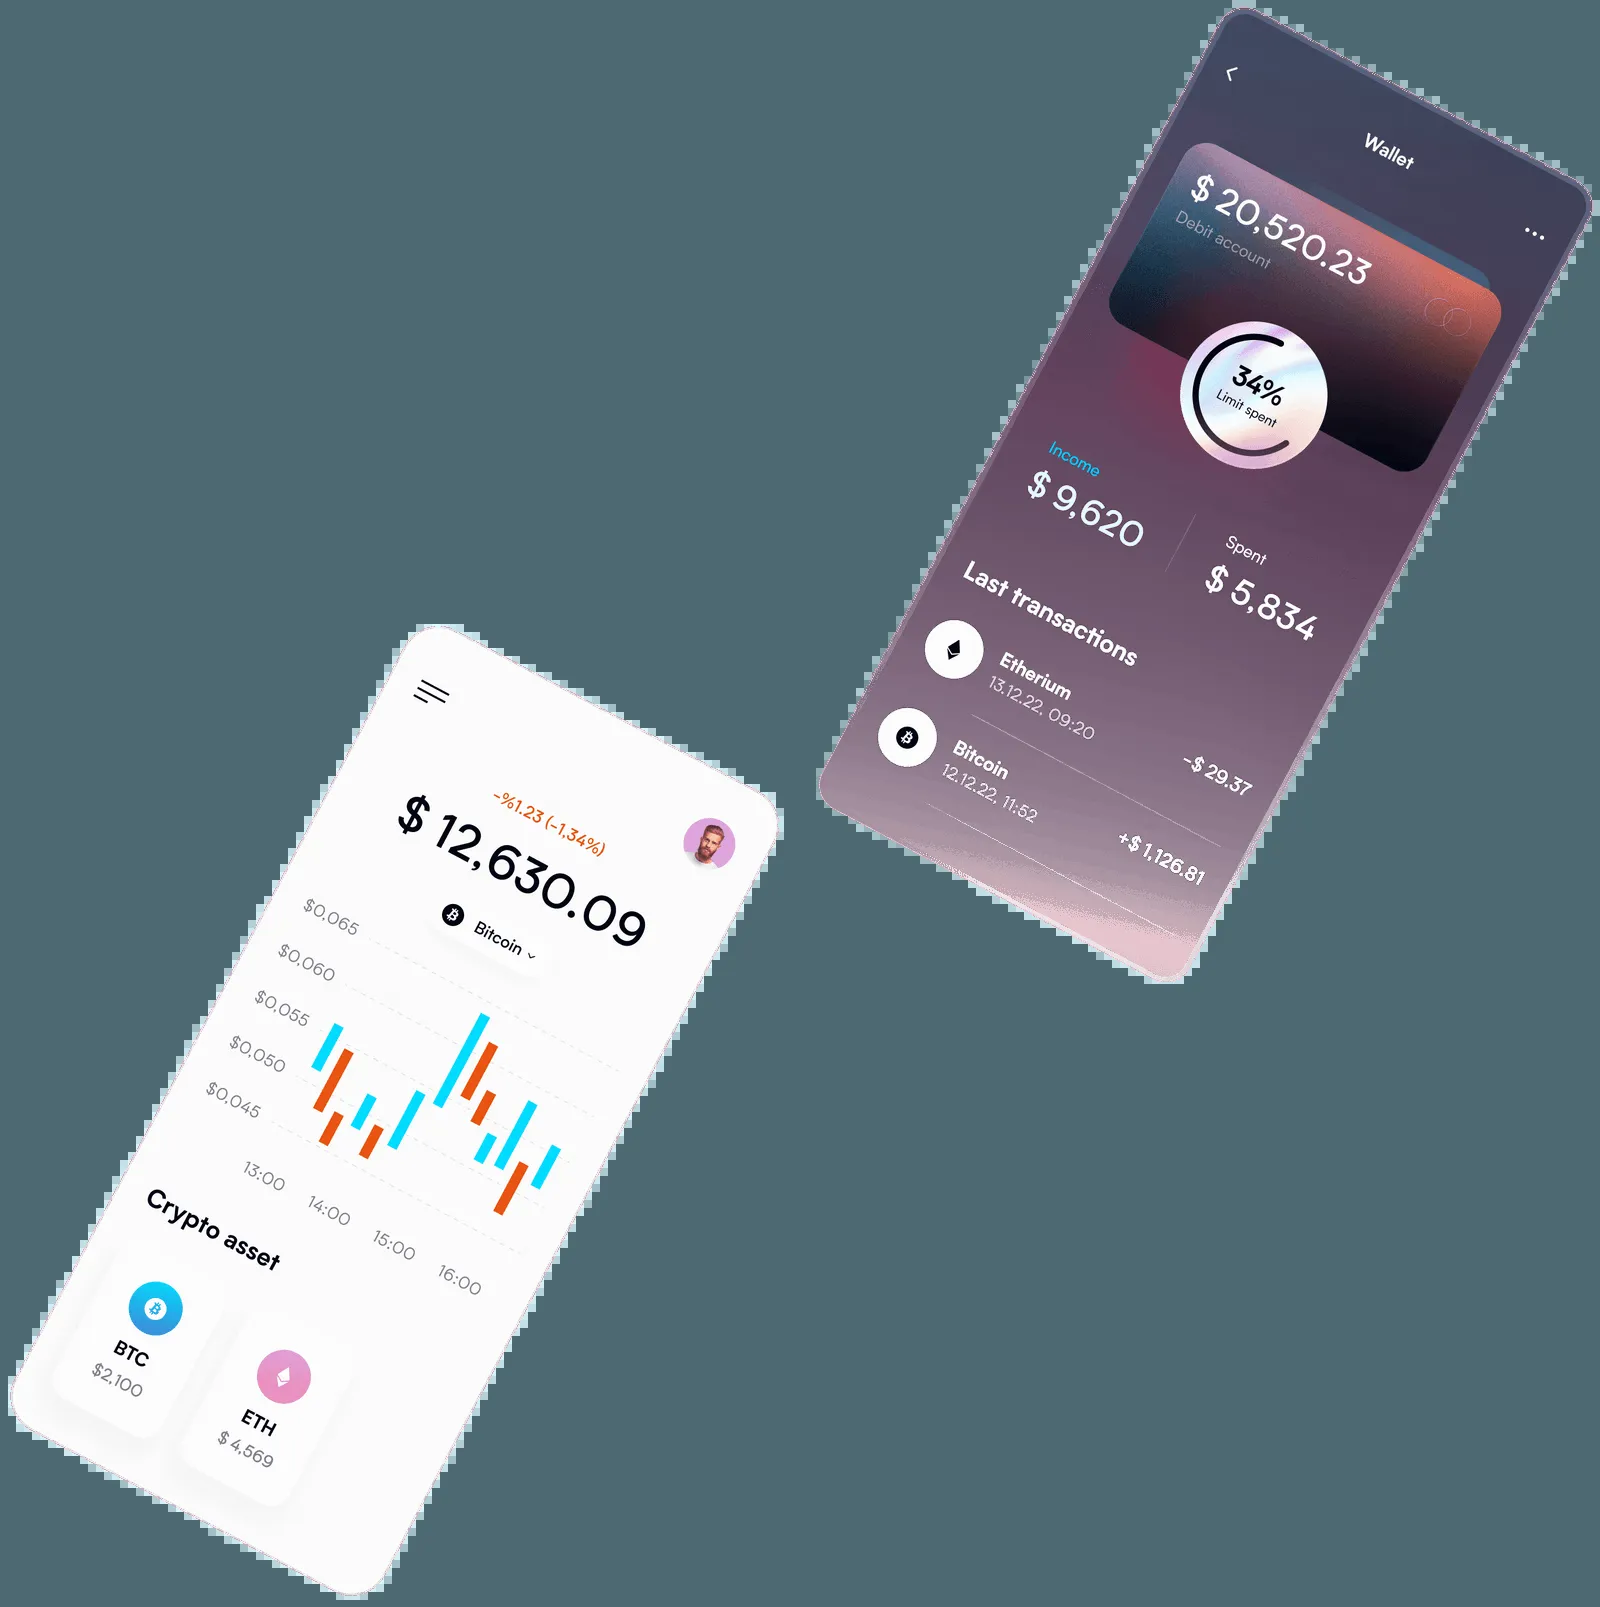 Wallet
$ 20,520.23
Debit account
34%
Limit spent
Income
$ 9,620
Spent
$ 5,834
Last transactions
Etherium
13.12.22, 09:20
-$ 29.37
Bitcoin
12.12.22, 11:52
+$ 1,126.81
-%1.23 (-1,34%)
$ 12,630.09
Bitcoin
$0,065
$0,060
$0,055
$0,050
$0,045
13:00
14:00
15:00
16:00
Crypto asset
BTC
$2,100
ETH
$ 4,569